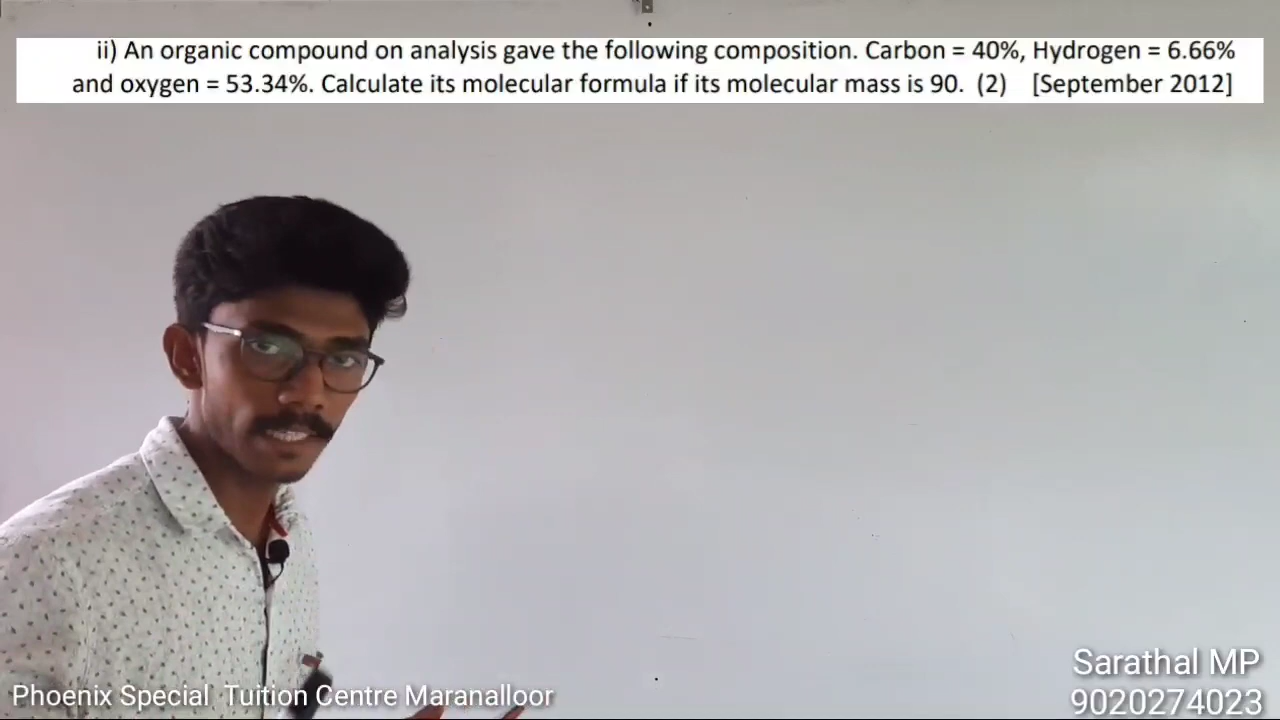 ii) An organic compound on analysis gave the following composition. Carbon = 40%, Hydrogen = 6.66%
and oxygen = 53.34%. Calculate its molecular formula if its molecular mass is 90. (2) [September 2012]
Sarathal MP
Phoenix Special Tuition Centre Maranalloor
9020274023